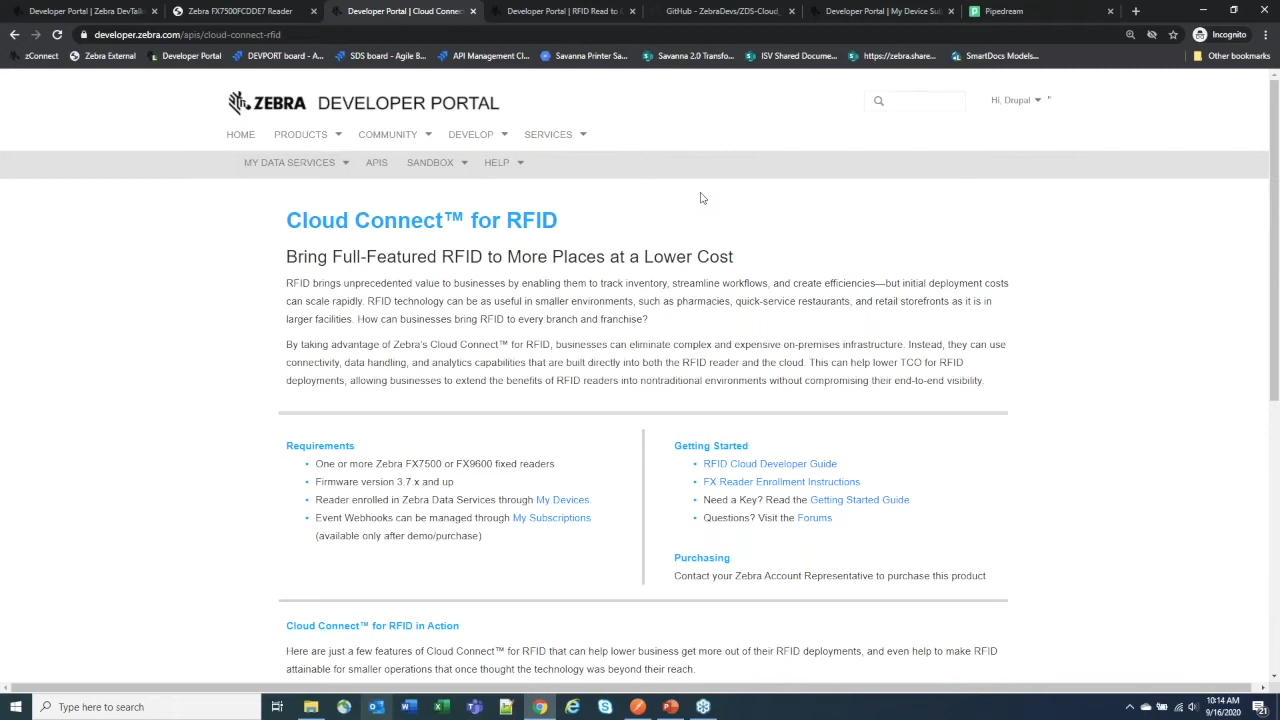 Developer Portal | Zebra DevTalk
Zebra FX7500FCDD7 Reader
Developer Portal | Cloud Connect
Developer Portal | RFID Read to
GitHub - ZebraDevs/ZDS-Cloud_
Developer Portal | My Device Sub
Pipedream
developer.zebra.com/apis/cloud-connect-rfid
Incognito
zConnect
Zebra External
Developer Portal
DEVPORT board - A...
SDS board - Agile B...
API Management Cl...
Savanna Printer Sa...
Savanna 2.0 Transfo...
ISV Shared Docume...
https://zebra.share...
SmartDocs Models...
Other bookmarks
ZEBRA DEVELOPER PORTAL
Hi, Drupal
HOME PRODUCTS COMMUNITY DEVELOP SERVICES
MY DATA SERVICES APIS SANDBOX HELP
Cloud Connect™ for RFID
Bring Full-Featured RFID to More Places at a Lower Cost
RFID brings unprecedented value to businesses by enabling them to track inventory, streamline workflows, and create efficiencies—but initial deployment costs
can scale rapidly. RFID technology can be as useful in smaller environments, such as pharmacies, quick-service restaurants, and retail storefronts as it is in
larger facilities. How can businesses bring RFID to every branch and franchise?
By taking advantage of Zebra's Cloud Connect™ for RFID, businesses can eliminate complex and expensive on-premises infrastructure. Instead, they can use
connectivity, data handling, and analytics capabilities that are built directly into both the RFID reader and the cloud. This can help lower TCO for RFID
deployments, allowing businesses to extend the benefits of RFID readers into nontraditional environments without compromising their end-to-end visibility.
Requirements
• One or more Zebra FX7500 or FX9600 fixed readers
• Firmware version 3.7.x and up
• Reader enrolled in Zebra Data Services through My Devices.
• Event Webhooks can be managed through My Subscriptions
(available only after demo/purchase)
Getting Started
• RFID Cloud Developer Guide
• FX Reader Enrollment Instructions
• Need a Key? Read the Getting Started Guide
• Questions? Visit the Forums
Purchasing
Contact your Zebra Account Representative to purchase this product
Cloud Connect™ for RFID in Action
Here are just a few features of Cloud Connect™ for RFID that can help lower business get more out of their RFID deployments, and even help to make RFID
attainable for smaller operations that once thought the technology was beyond their reach.
Type here to search
10:14 AM
9/16/2020